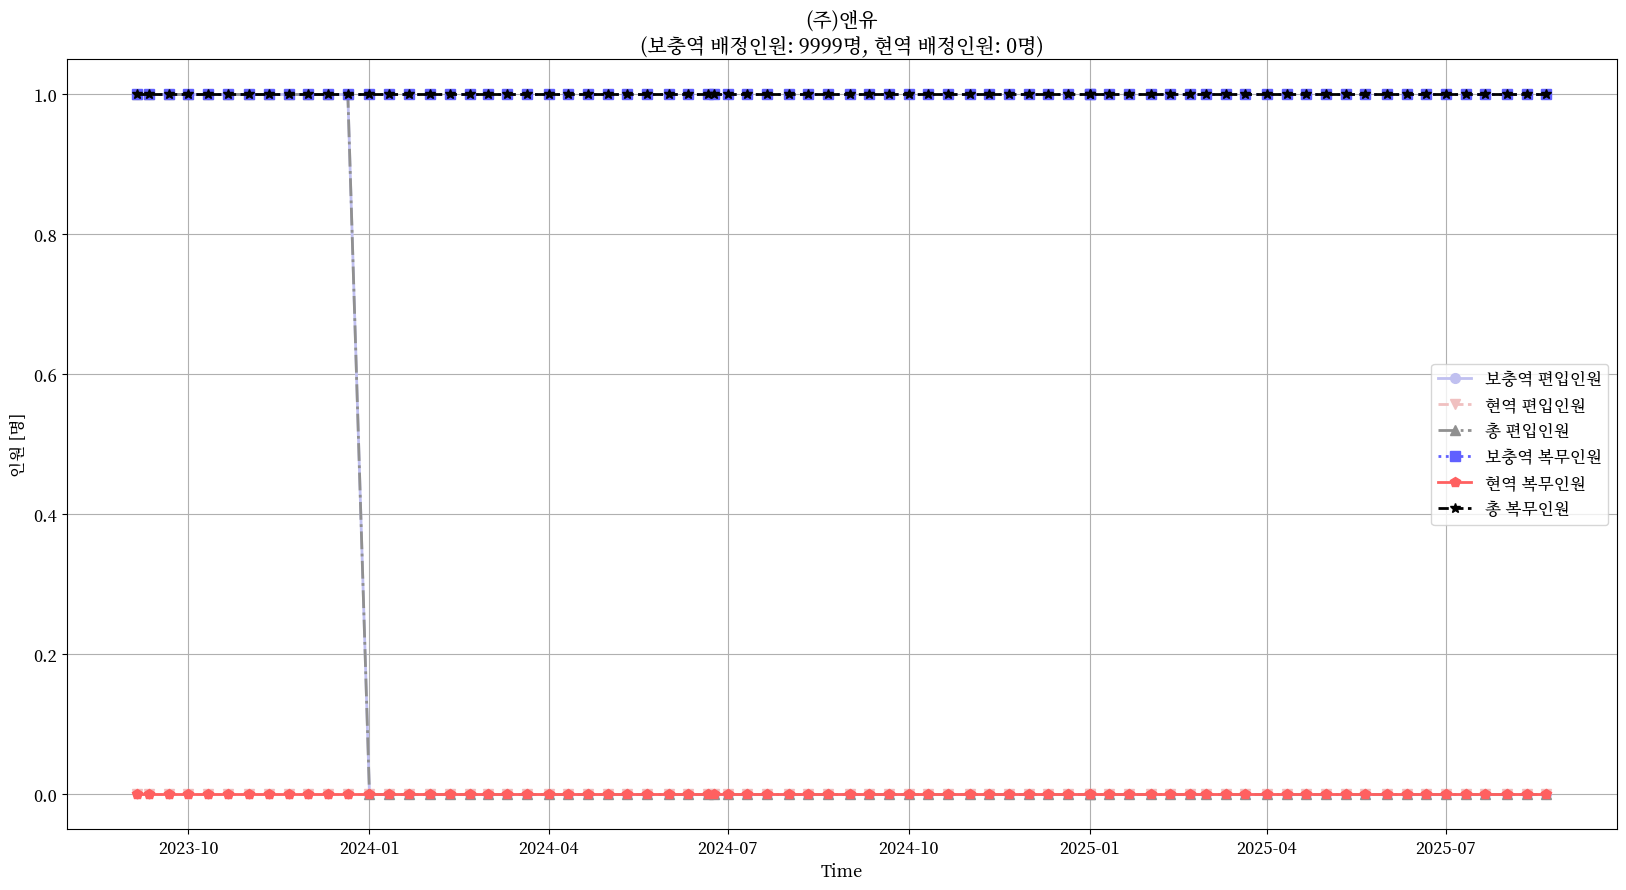 (주)앤유
(보충역 배정인원: 9999명, 현역 배정인원: 0명)
인원 [명]
1.0
0.8
0.6
0.4
0.2
0.0
보충역 편입인원
현역 편입인원
총 편입인원
보충역 복무인원
현역 복무인원
총 복무인원
2023-10
2024-01
2024-04
2024-07
2024-10
2025-01
2025-04
2025-07
Time